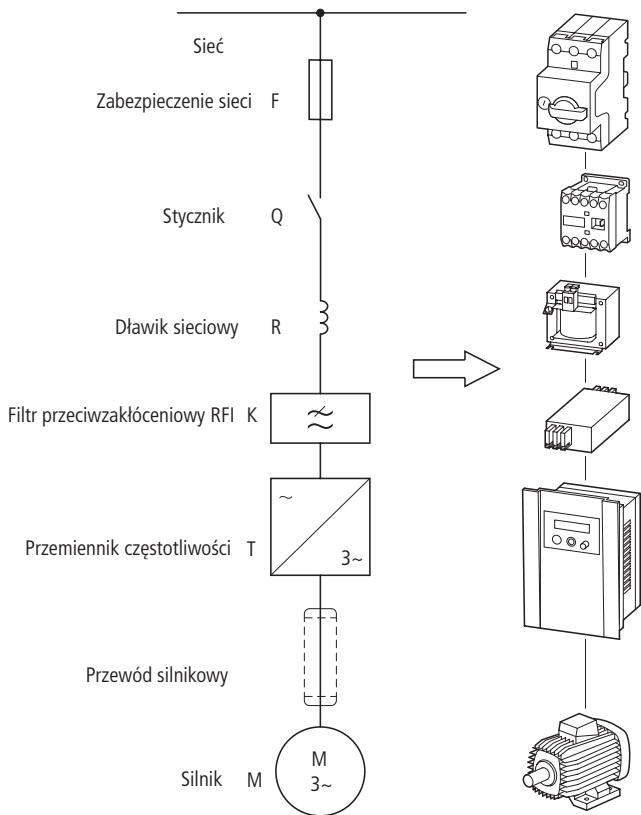 Sieć
Zabezpieczenie sieci F
Stycznik Q
Dławik sieciowy R
Filtr przeciwzakłóceniowy RFI K
~
Przemiennik częstotliwości T
3~
Przewód silnikowy
Silnik M
M
3~